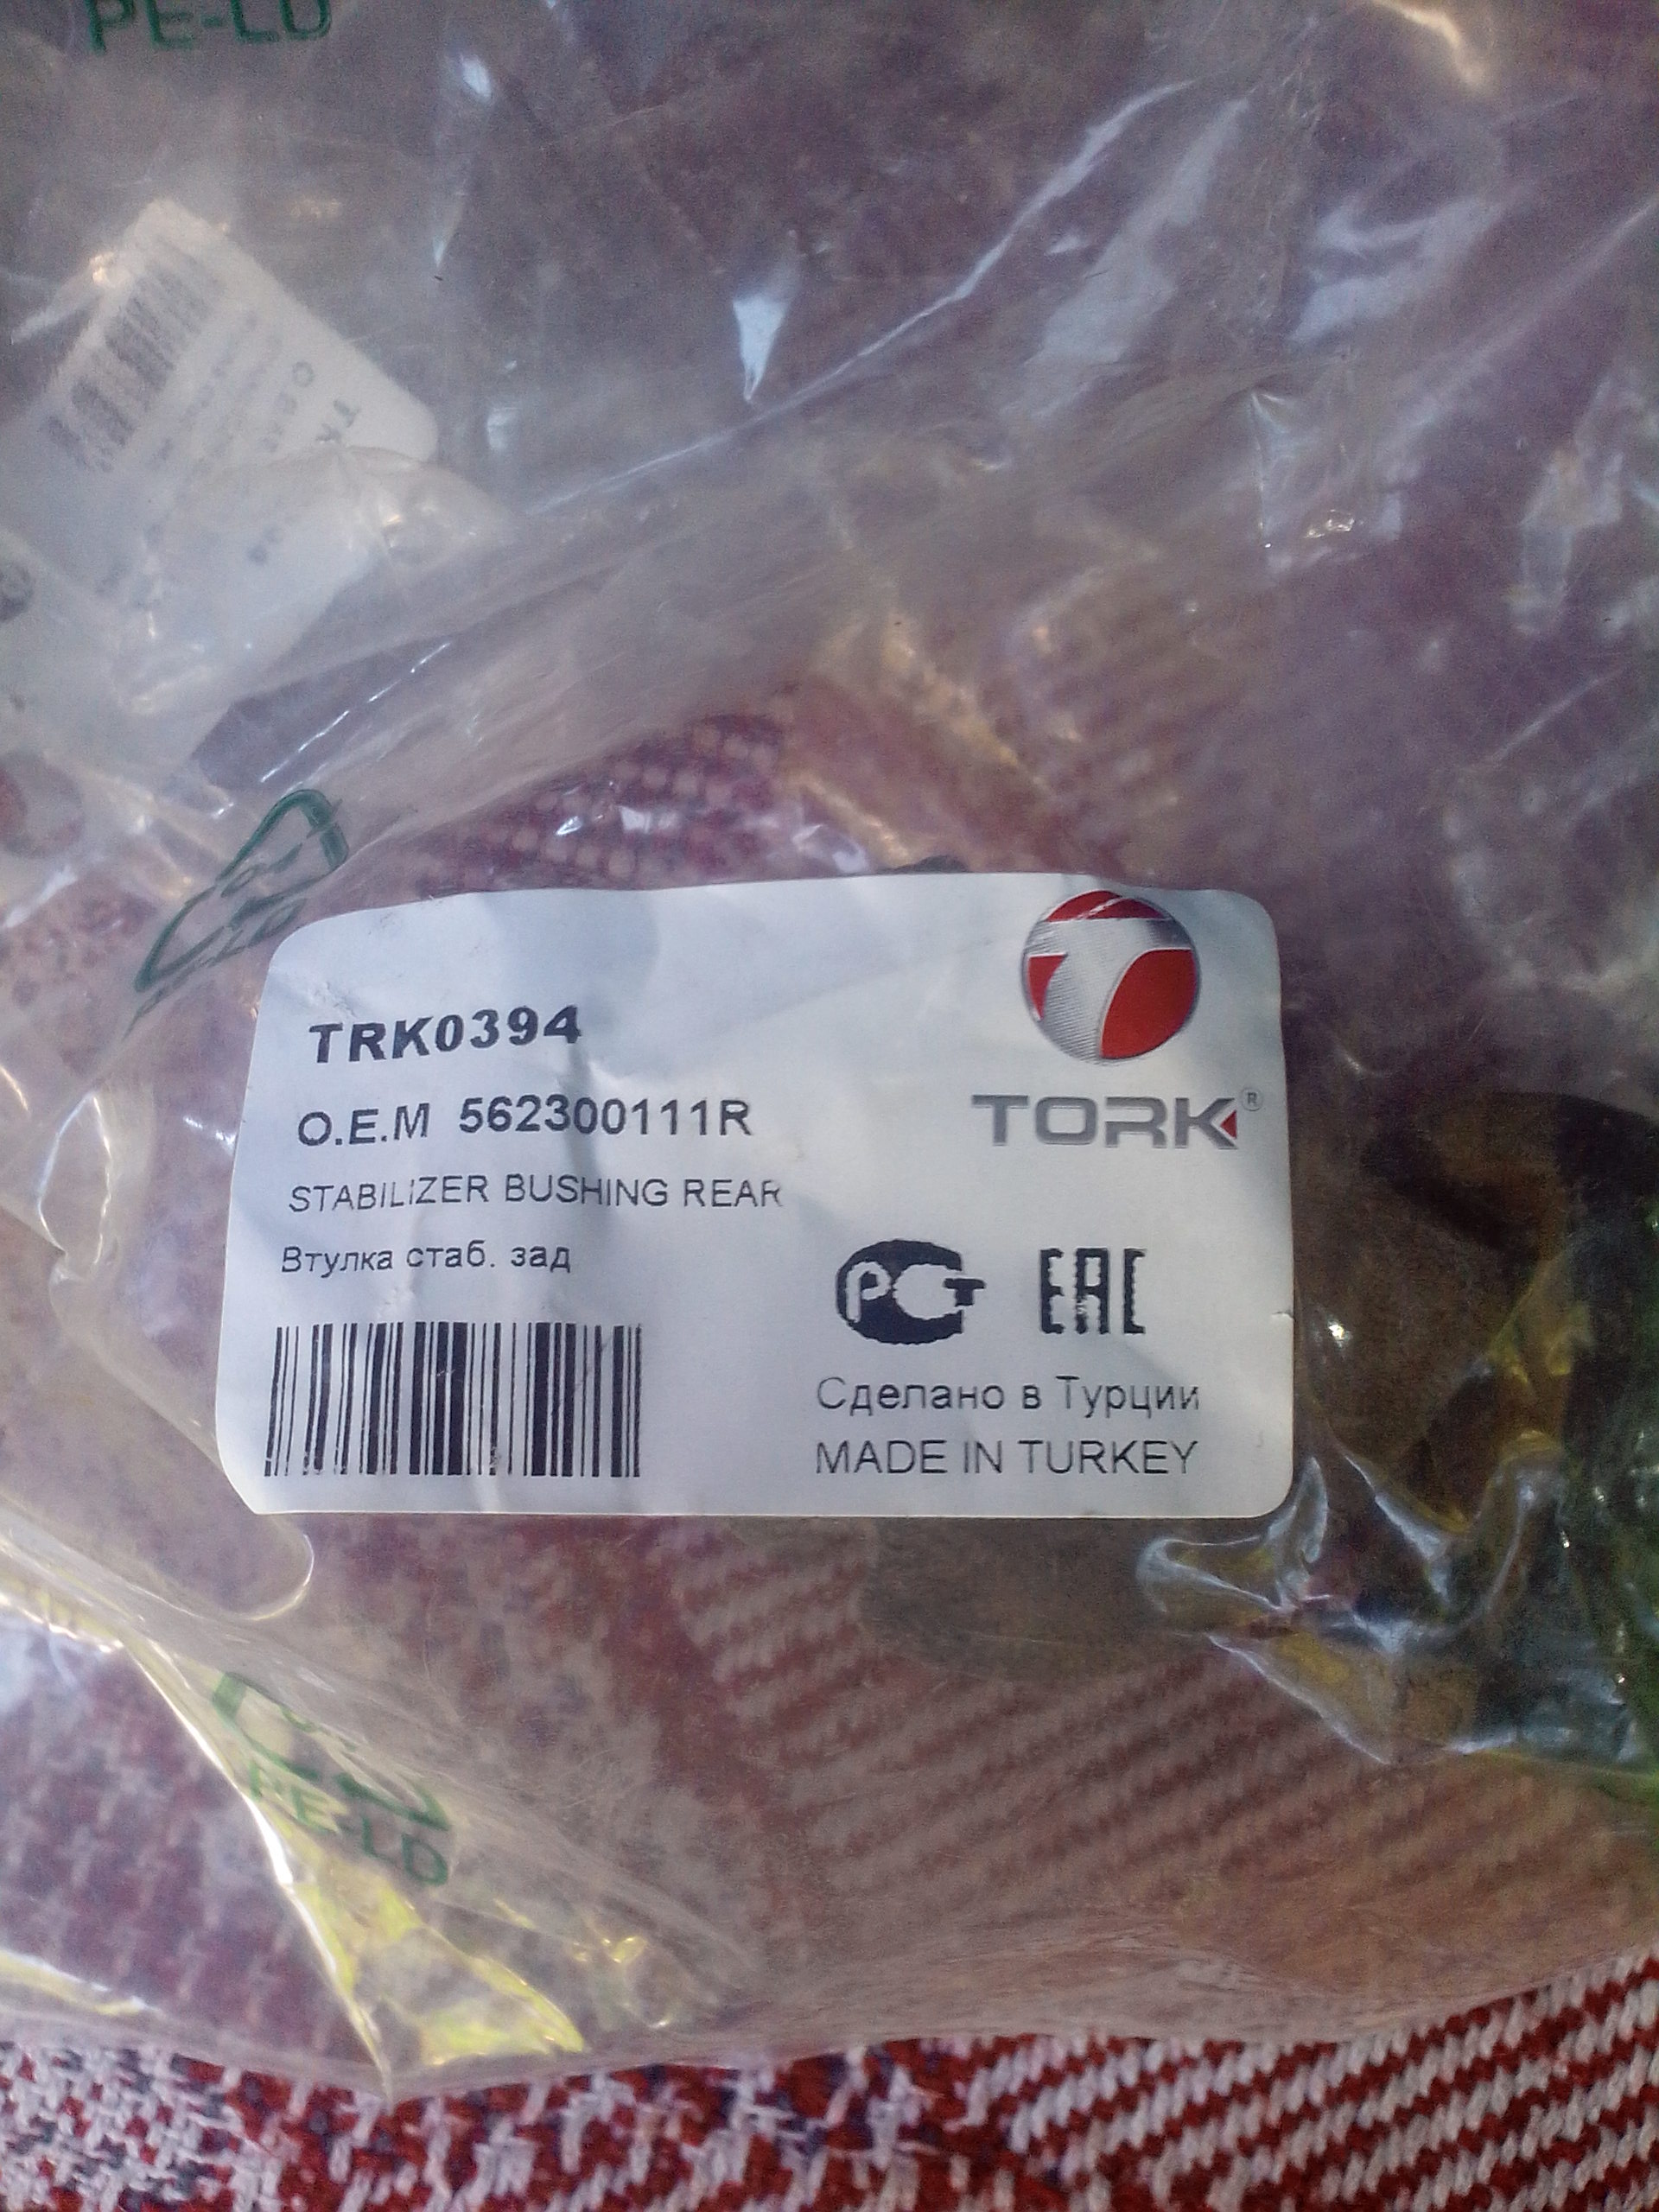 PE-LD
TRK0394
O.E.M 562300111R
TORK®
STABILIZER BUSHING REAR
Втулка стаб. зад
РСТ EAC
Сделано в Турции
MADE IN TURKEY
PE-LD